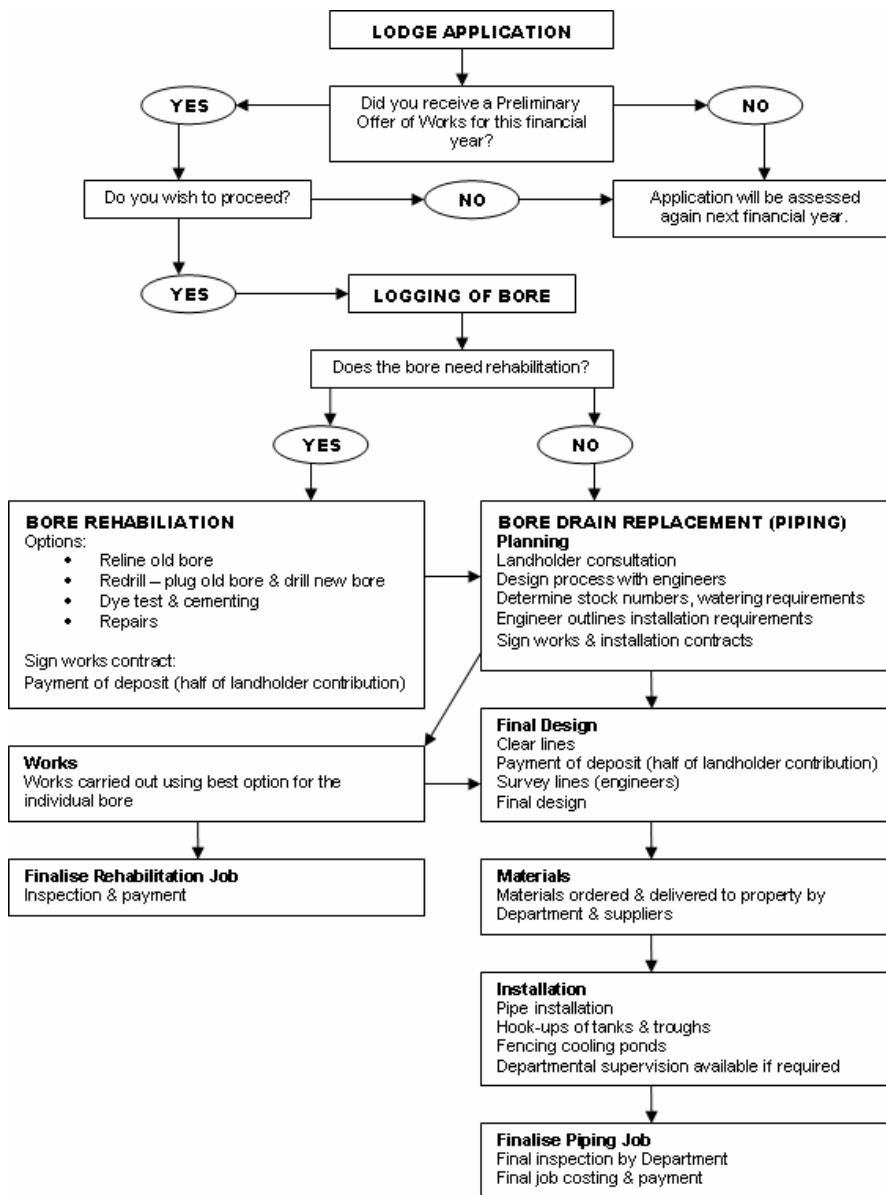 LODGE APPLICATION
YES
Did you receive a Preliminary
Offer of Works for this financial
year?
NO
Do you wish to proceed?
NO
Application will be assessed
again next financial year.
YES
LOGGING OF BORE
Does the bore need rehabilitation?
YES
NO
BORE REHABILIATION
Options:
• Reline old bore
• Redrill – plug old bore & drill new bore
• Dye test & cementing
• Repairs
Sign works contract:
Payment of deposit (half of landholder contribution)
BORE DRAIN REPLACEMENT (PIPING)
Planning
Landholder consultation
Design process with engineers
Determine stock numbers, watering requirements
Engineer outlines installation requirements
Sign works & installation contracts
Works
Works carried out using best option for the
individual bore
Final Design
Clear lines
Payment of deposit (half of landholder contribution)
Survey lines (engineers)
Final design
Finalise Rehabilitation Job
Inspection & payment
Materials
Materials ordered & delivered to property by
Department & suppliers
Installation
Pipe installation
Hook-ups of tanks & troughs
Fencing cooling ponds
Departmental supervision available if required
Finalise Piping Job
Final inspection by Department
Final job costing & payment